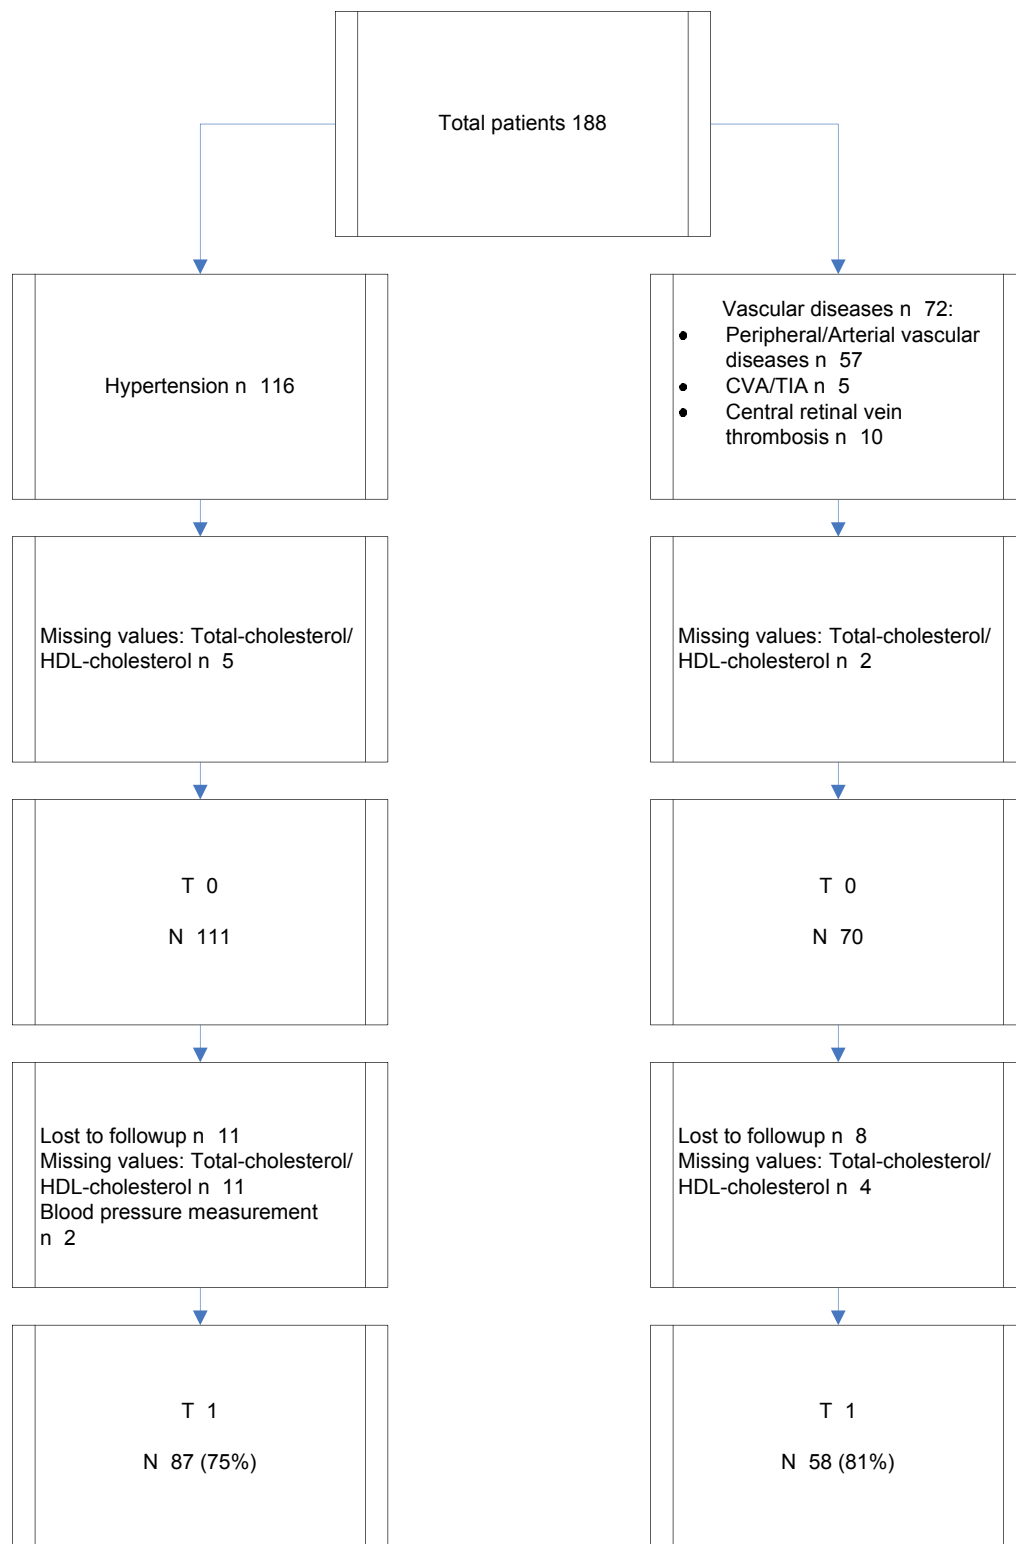 Total patients 188
Hypertension n 116
Vascular diseases n 72:
• Peripheral/Arterial vascular
diseases n 57
• CVA/TIA n 5
• Central retinal vein
thrombosis n 10
Missing values: Total-cholesterol/
HDL-cholesterol n 5
Missing values: Total-cholesterol/
HDL-cholesterol n 2
T 0
N 111
T 0
N 70
Lost to followup n 11
Missing values: Total-cholesterol/
HDL-cholesterol n 11
Blood pressure measurement
n 2
Lost to followup n 8
Missing values: Total-cholesterol/
HDL-cholesterol n 4
T 1
N 87 (75%)
T 1
N 58 (81%)